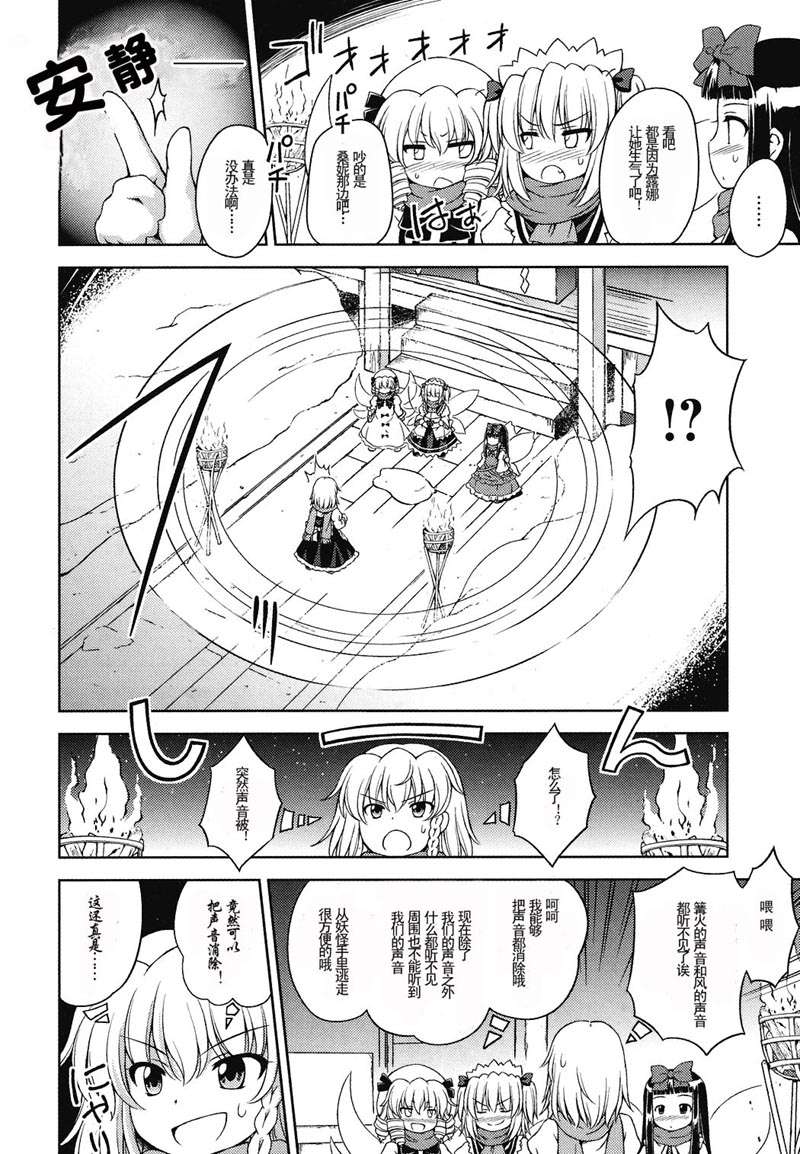 ……
看吧
都是因为露娜
让她生气了吧！
ゴゴゴゴ
吵的是
桑妮那边吧…
はぁぁ
パチ
パチ
真是
没办法啊……
安静
!?
しーん
怎么了！？
突然声音被！
喂喂
篝火的声音和风的声音
都听不见了诶
呵呵
我能够
把声音都消除哦
现在除了
我们的声音之外
什么都听不见
周围也不能听到
我们的声音
从妖怪手里逃走
很方便的哦
竟然可以
把声音消除！
这还真是……
にやり